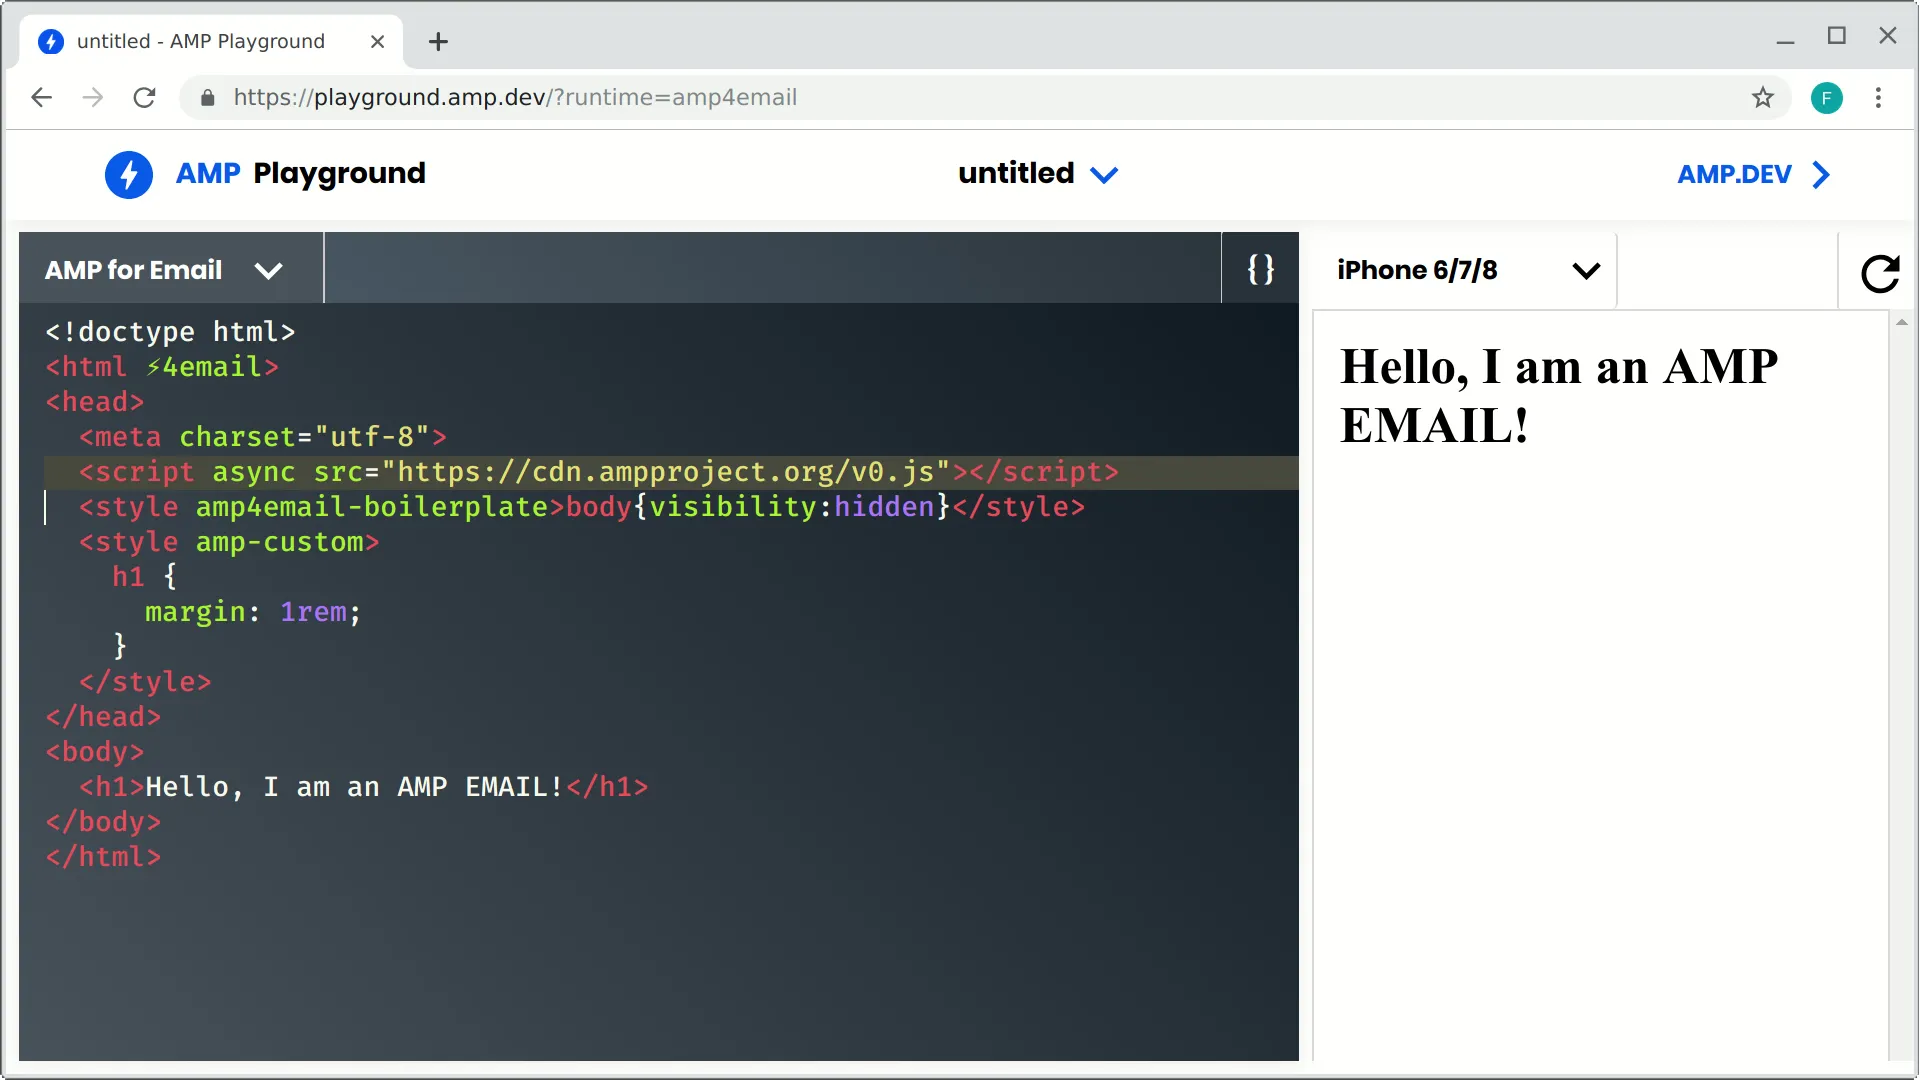 untitled - AMP Playground
https://playground.amp.dev/?runtime=amp4email
F
AMP Playground
untitled
AMP.DEV
AMP for Email
{}
iPhone 6/7/8
<!doctype html>
<html ⚡4email>
<head>
  <meta charset="utf-8">
  <script async src="https://cdn.ampproject.org/v0.js"></script>
  <style amp4email-boilerplate>body{visibility:hidden}</style>
  <style amp-custom>
    h1 {
      margin: 1rem;
    }
  </style>
</head>
<body>
  <h1>Hello, I am an AMP EMAIL!</h1>
</body>
</html>
Hello, I am an AMP
EMAIL!